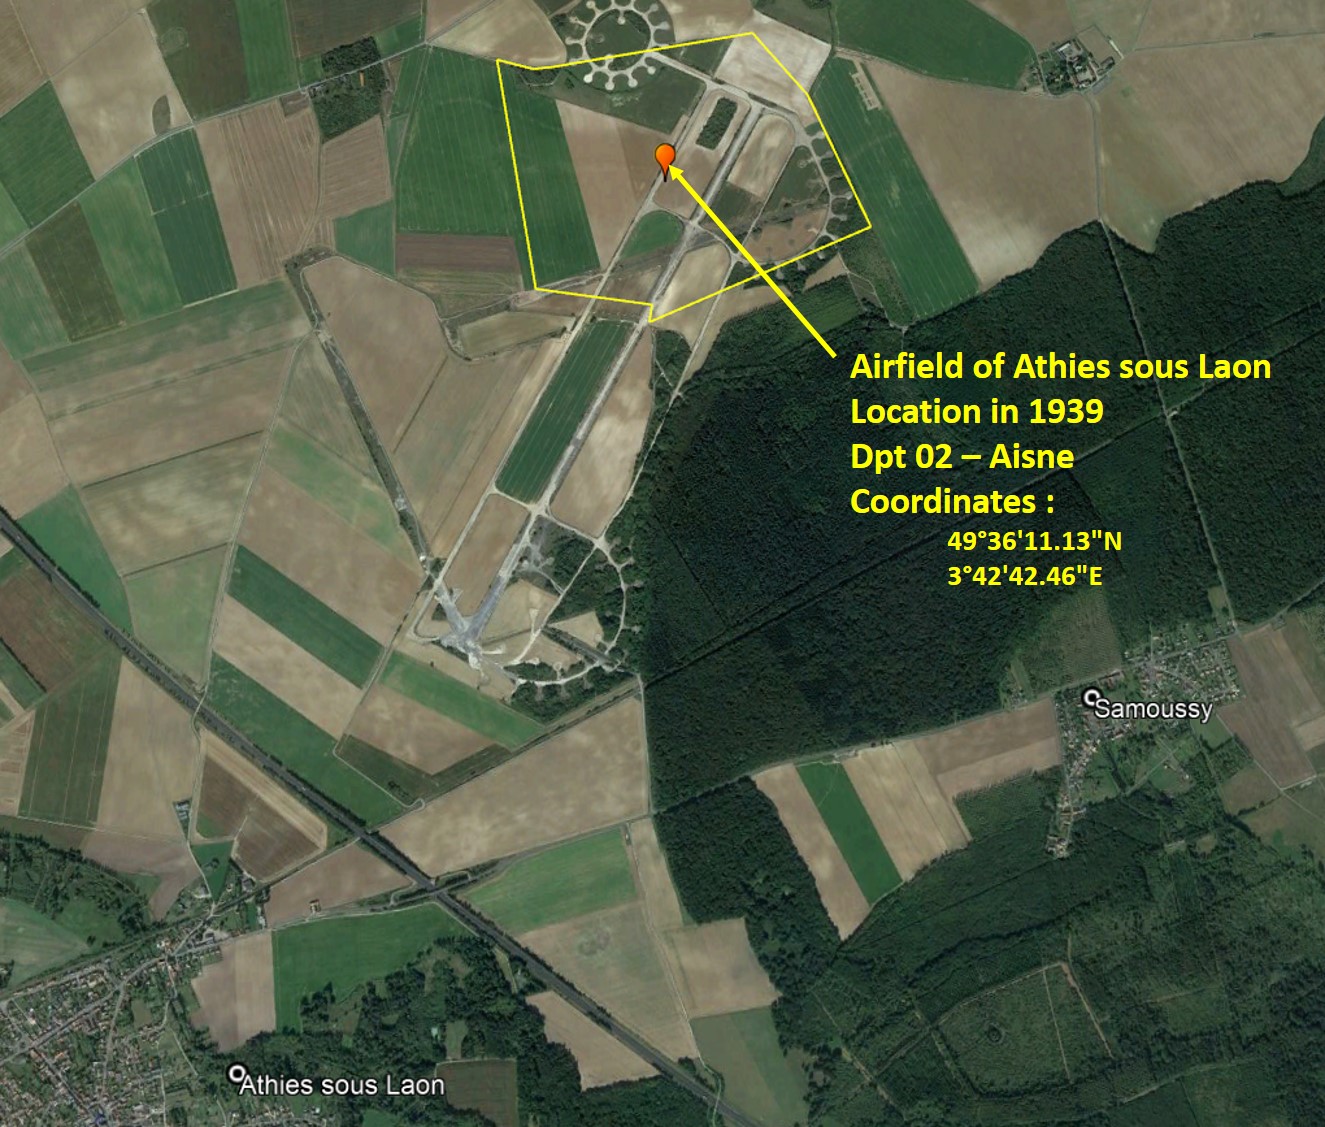 Airfield of Athies sous Laon
Location in 1939
Dpt 02 – Aisne
Coordinates :
49°36'11.13"N
3°42'42.46"E
Samoussy
Athies sous Laon